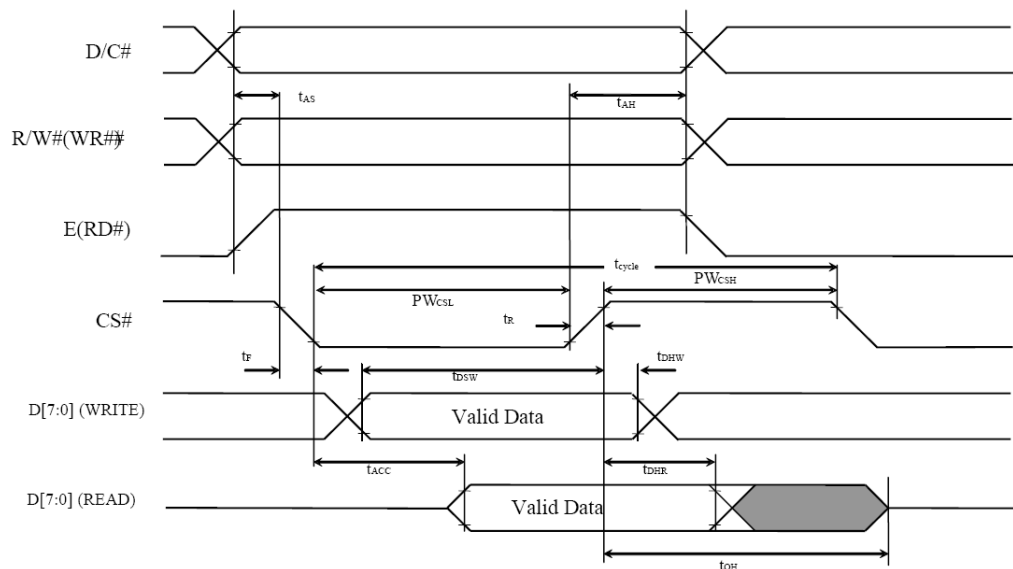 D/C#
tAS
tAH
R/W#(WR##)
E(RD#)
tcycle
PWCSL
PWCSH
CS#
tR
tF
tDSW
tDHW
D[7:0] (WRITE)
Valid Data
tACC
tDHR
D[7:0] (READ)
Valid Data
tOH